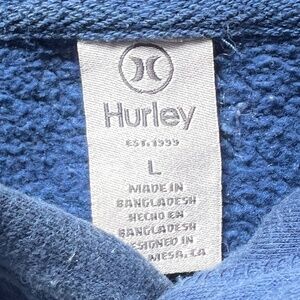 Hurley
EST. 1999
L
MADE IN
BANGLADESH
HECHO EN
BANGLADESH
DESIGNED IN
MESA, CA